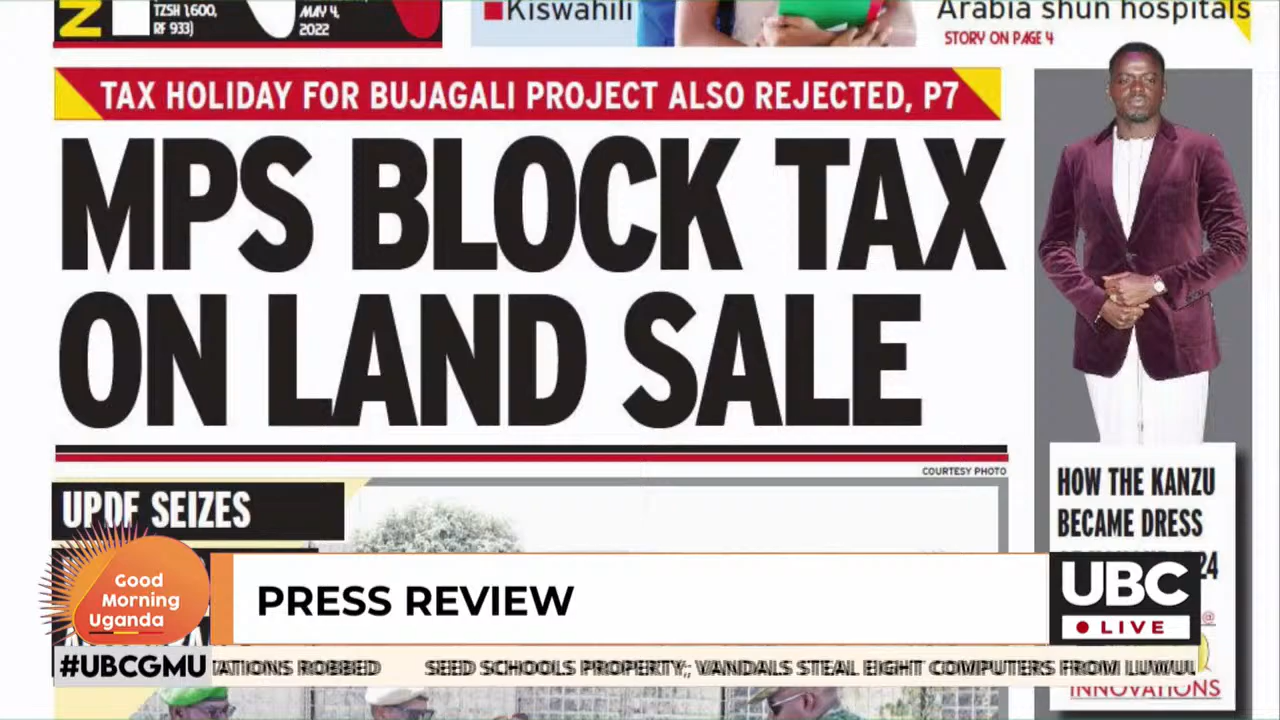 TZSH 1,600,
RF 933)
MAY 4,
2022
Kiswahili
Arabia shun hospitals
STORY ON PAGE 4
TAX HOLIDAY FOR BUJAGALI PROJECT ALSO REJECTED, P7
MPS BLOCK TAX
ON LAND SALE
COURTESY PHOTO
UPDF SEIZES
HOW THE KANZU
BECAME DRESS
24
INNOVATIONS
Good
Morning
Uganda
PRESS REVIEW
UBC
LIVE
#UBCGMU
ATIONS ROBBED SEED SCHOOLS PROPERTY;; VANDALS STEAL EIGHT COMPUTERS FROM LUWUL